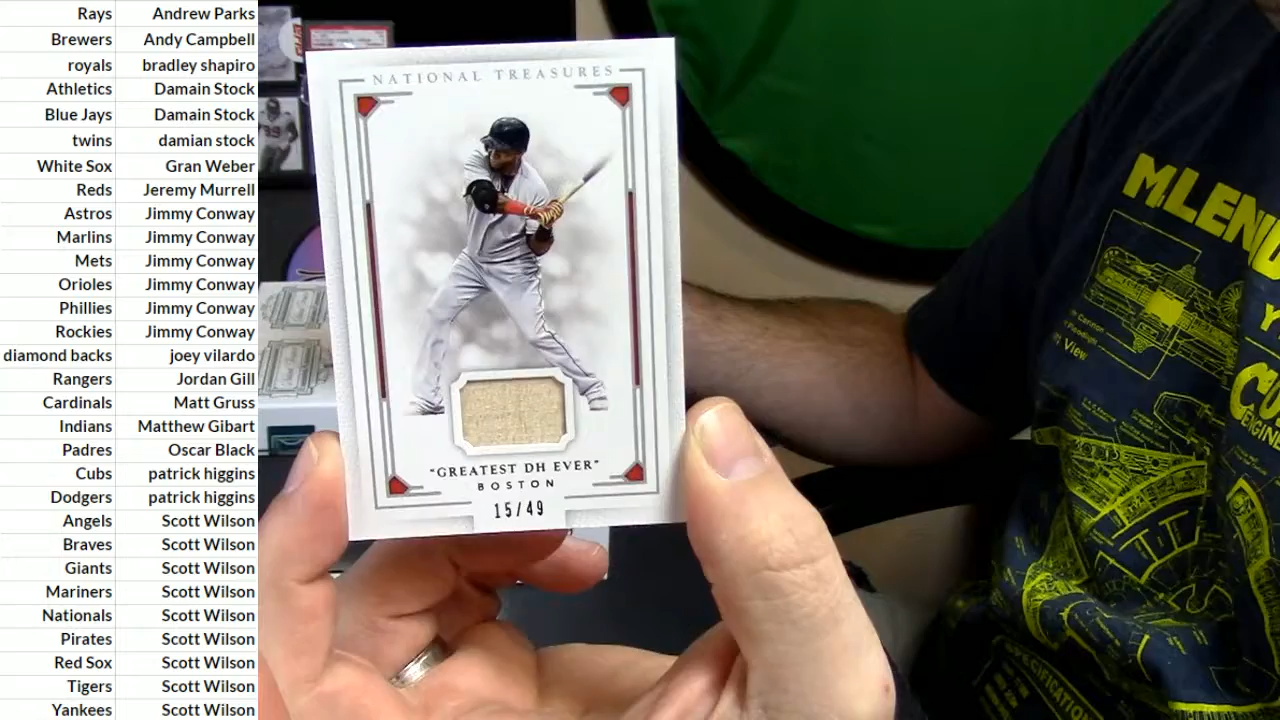 Rays Andrew Parks
Brewers Andy Campbell
royals bradley shapiro
Athletics Damain Stock
Blue Jays Damain Stock
twins damian stock
White Sox Gran Weber
Reds Jeremy Murrell
Astros Jimmy Conway
Marlins Jimmy Conway
Mets Jimmy Conway
Orioles Jimmy Conway
Phillies Jimmy Conway
Rockies Jimmy Conway
diamond backs joey vilardo
Rangers Jordan Gill
Cardinals Matt Gruss
Indians Matthew Gibart
Padres Oscar Black
Cubs patrick higgins
Dodgers patrick higgins
Angels Scott Wilson
Braves Scott Wilson
Giants Scott Wilson
Mariners Scott Wilson
Nationals Scott Wilson
Pirates Scott Wilson
Red Sox Scott Wilson
Tigers Scott Wilson
Yankees Scott Wilson
NATIONAL TREASURES
"GREATEST DH EVER"
BOSTON
15/49
View